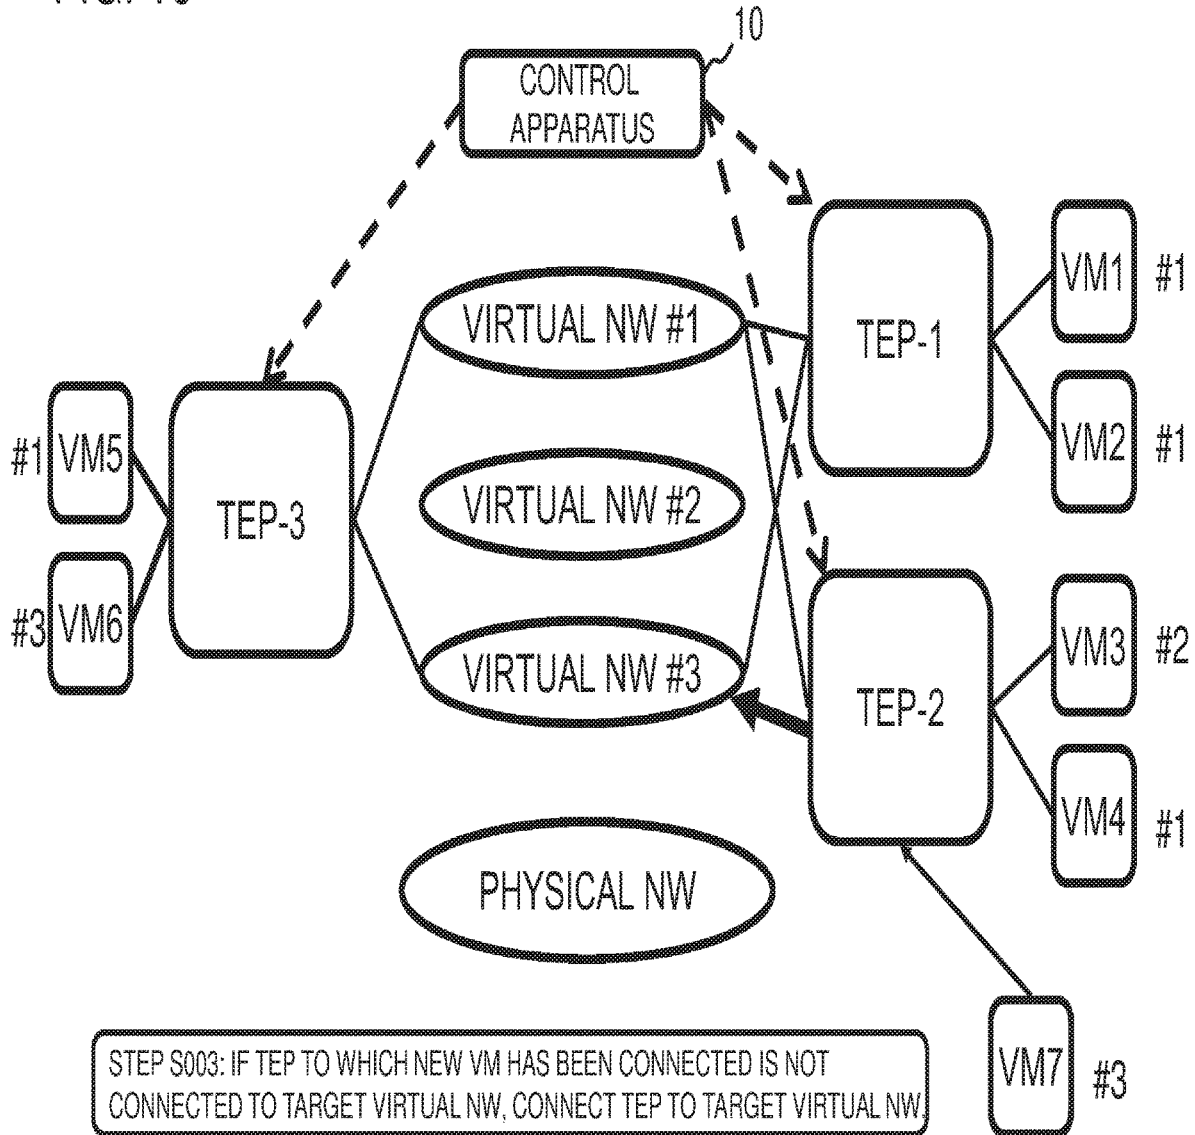 10
CONTROL
APPARATUS
VIRTUAL NW #1
TEP-1
VM1 #1
VM2 #1
#1 VM5
#3 VM6
TEP-3
VIRTUAL NW #2
VIRTUAL NW #3
TEP-2
VM3 #2
VM4 #1
PHYSICAL NW
VM7 #3
STEP S003: IF TEP TO WHICH NEW VM HAS BEEN CONNECTED IS NOT
CONNECTED TO TARGET VIRTUAL NW, CONNECT TEP TO TARGET VIRTUAL NW.